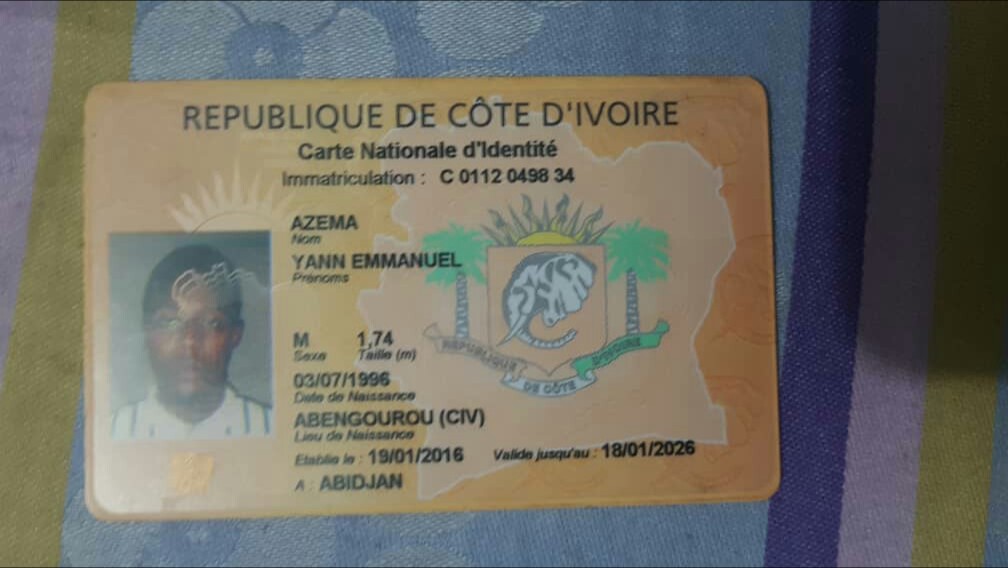 REPUBLIQUE DE CÔTE D'IVOIRE
Carte Nationale d'Identité
Immatriculation : C 0112 0498 34
AZEMA
Nom
YANN EMMANUEL
Prénoms
M 1,74
Sexe Taille (m)
03/07/1996
Date de Naissance
ABENGOUROU (CIV)
Lieu de Naissance
Etablie le : 19/01/2016 Valide jusqu'au : 18/01/2026
A : ABIDJAN
REPUBLIQUE DE CÔTE D'IVOIRE